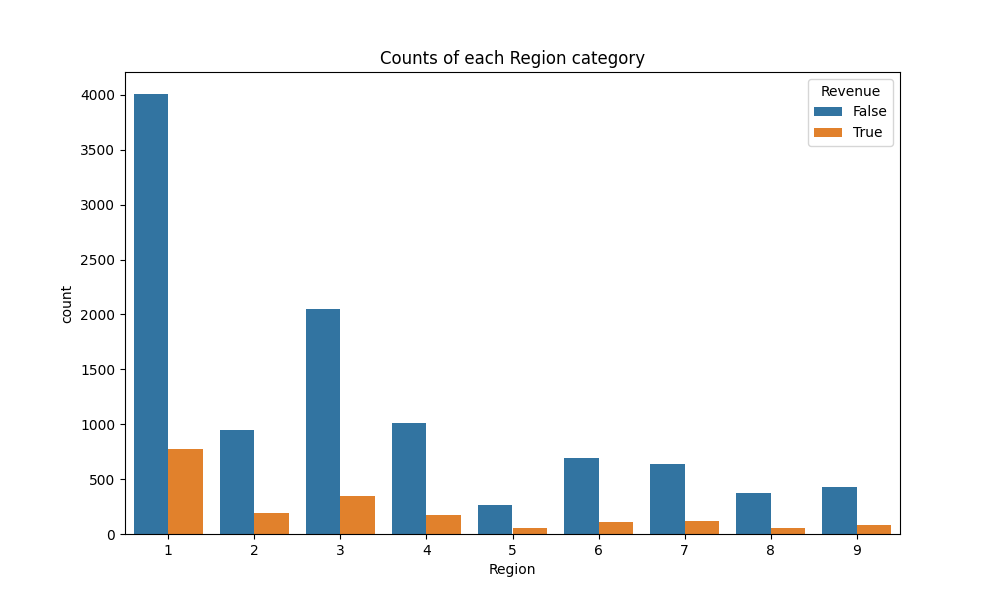 Counts of each Region category
Revenue
False
True
4000
3500
3000
2500
2000
1500
1000
500
0
count
1 2 3 4 5 6 7 8 9
Region